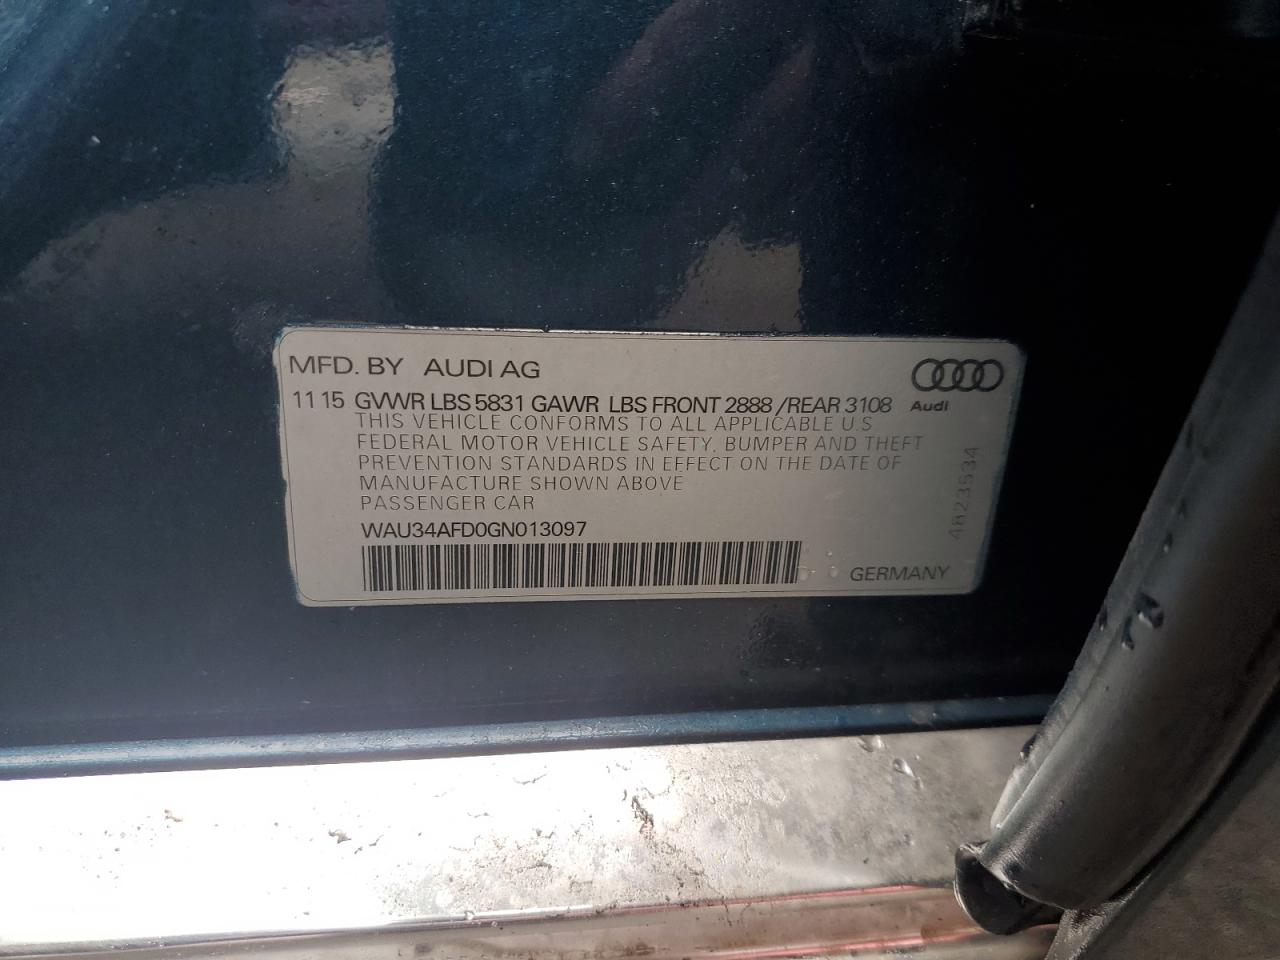 MFD. BY AUDI AG
11 15 GVWR LBS 5831 GAWR LBS FRONT 2888 /REAR 3108
Audi
THIS VEHICLE CONFORMS TO ALL APPLICABLE U.S
FEDERAL MOTOR VEHICLE SAFETY, BUMPER AND THEFT
PREVENTION STANDARDS IN EFFECT ON THE DATE OF
MANUFACTURE SHOWN ABOVE
PASSENGER CAR
WAU34AFD0GN013097
GERMANY
4823534